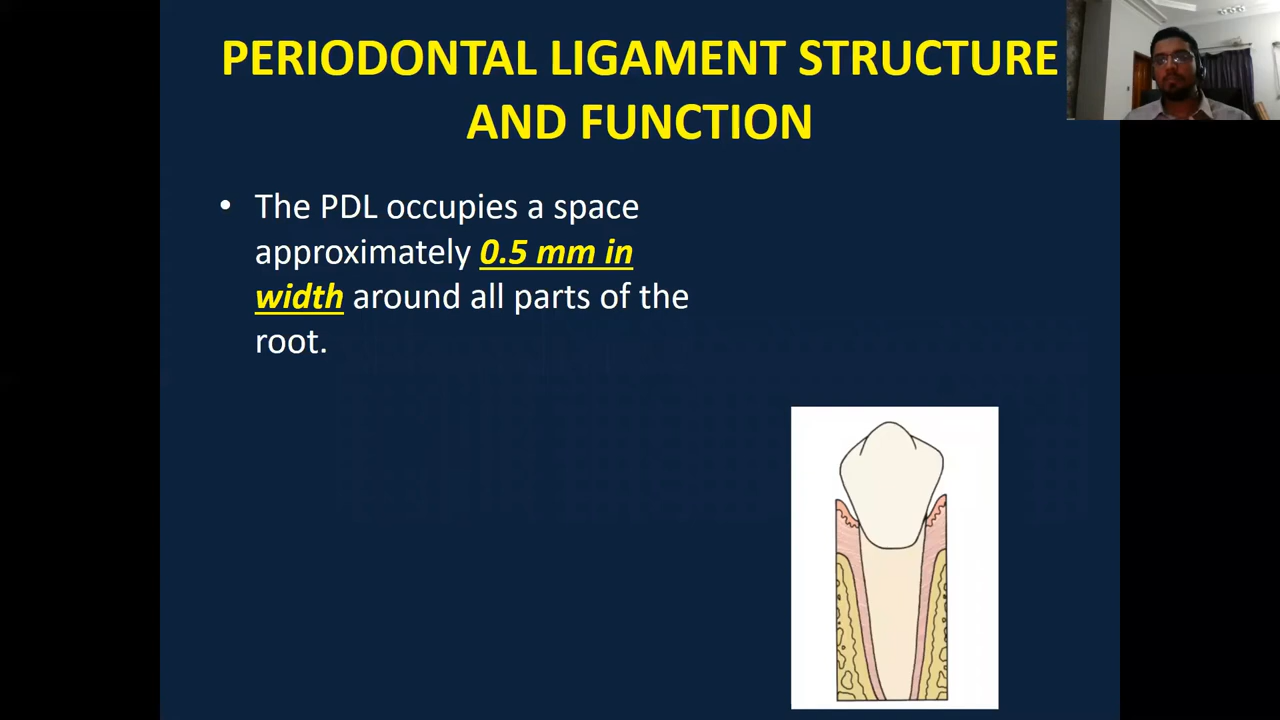 PERIODONTAL LIGAMENT STRUCTURE
AND FUNCTION
• The PDL occupies a space
approximately 0.5 mm in
width around all parts of the
root.